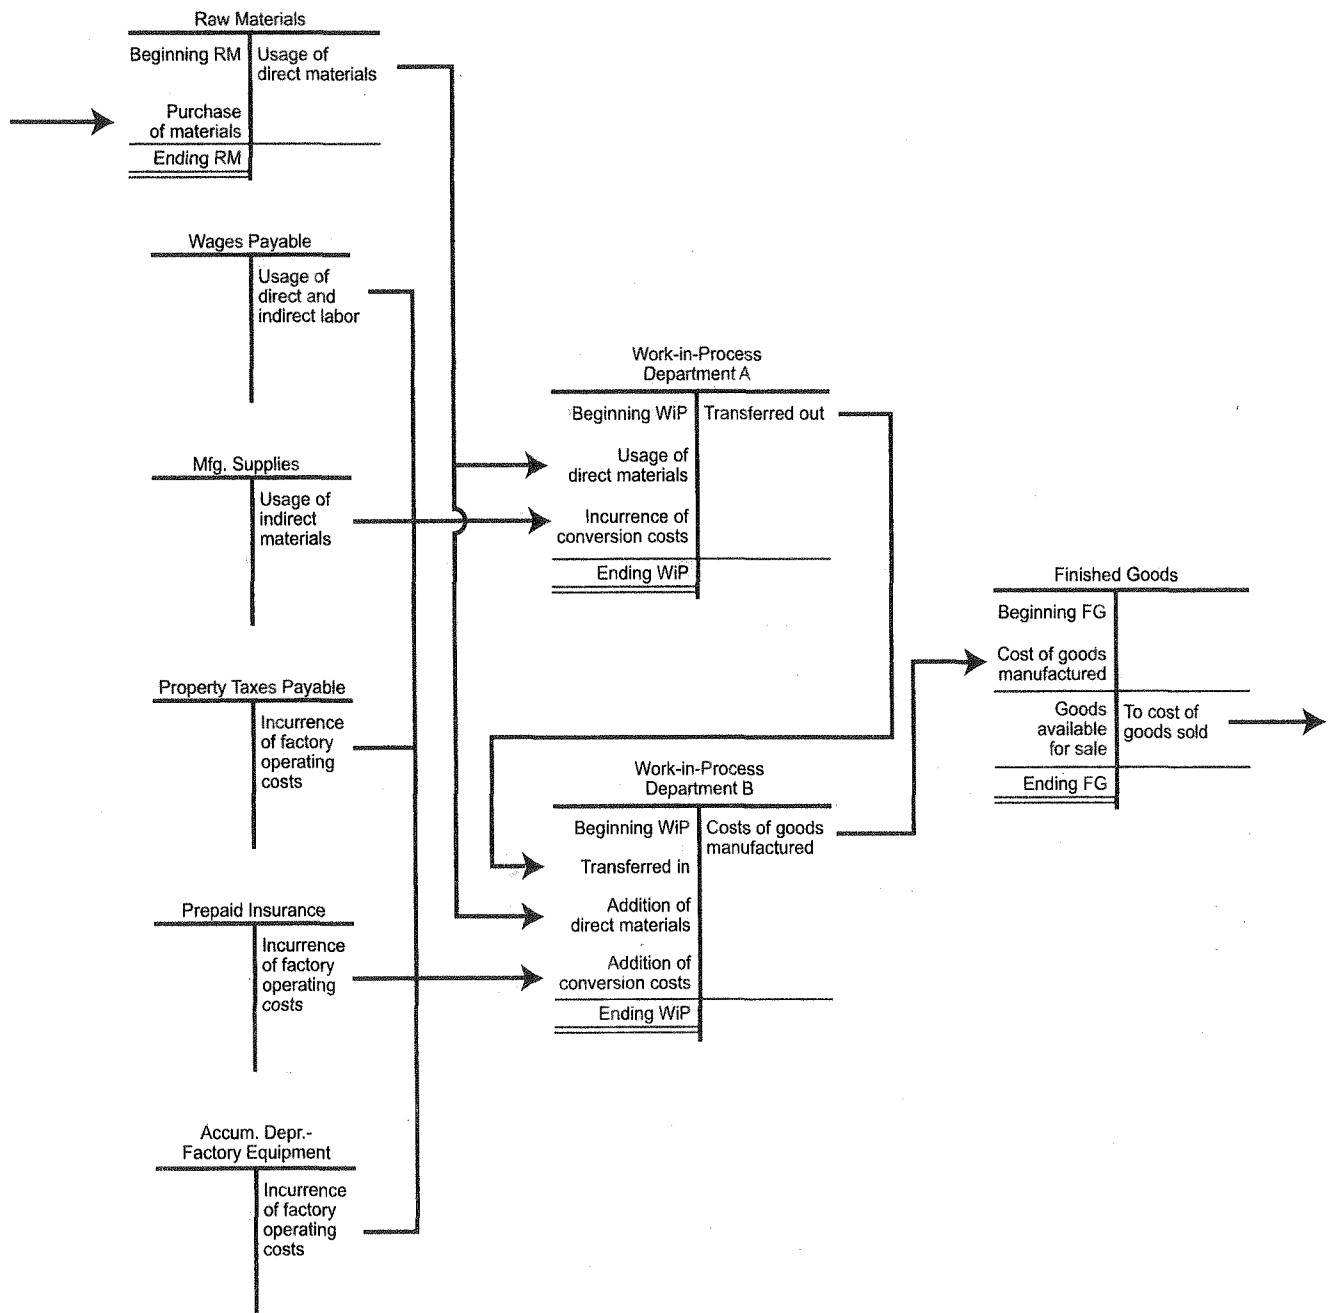 Raw Materials
Beginning RM
Usage of
direct materials
Purchase
of materials
Ending RM
Wages Payable
Usage of
direct and
indirect labor
Mfg. Supplies
Usage of
indirect
materials
Property Taxes Payable
Incurrence
of factory
operating
costs
Prepaid Insurance
Incurrence
of factory
operating
costs
Accum. Depr.-
Factory Equipment
Incurrence
of factory
operating
costs
Work-in-Process
Department A
Beginning WiP
Transferred out
Usage of
direct materials
Incurrence of
conversion costs
Ending WiP
Work-in-Process
Department B
Beginning WiP
Costs of goods
manufactured
Transferred in
Addition of
direct materials
Addition of
conversion costs
Ending WiP
Finished Goods
Beginning FG
Cost of goods
manufactured
Goods
available
for sale
To cost of
goods sold
Ending FG